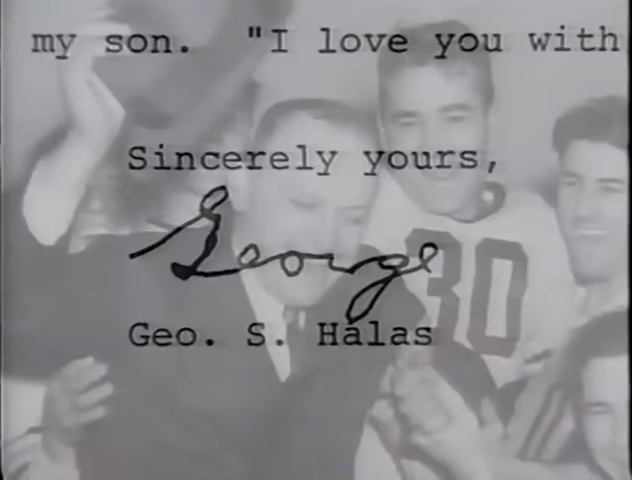 my son. "I love you with
Sincerely yours,
George
Geo. S. Halas
30